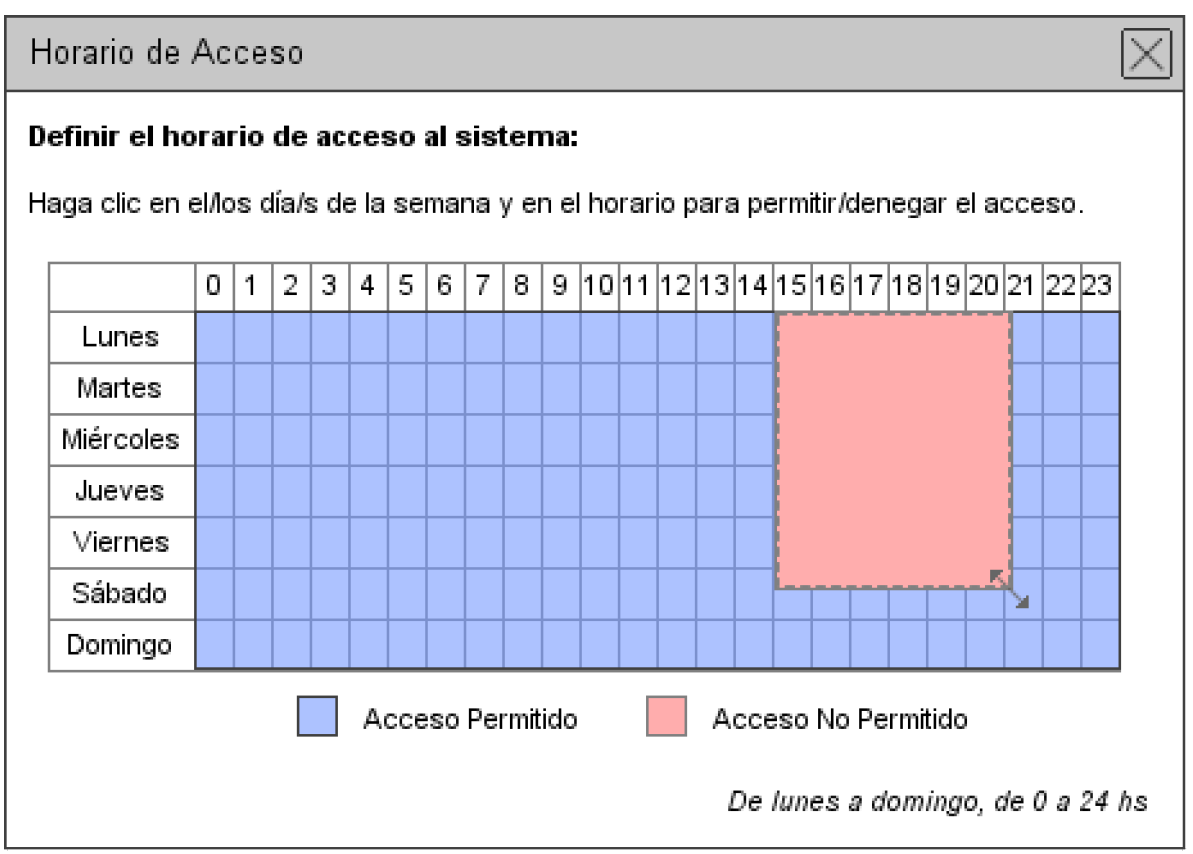 Horario de Acceso
Definir el horario de acceso al sistema:
Haga clic en el/los día/s de la semana y en el horario para permitir/denegar el acceso.
0 1 2 3 4 5 6 7 8 9 10 11 12 13 14 15 16 17 18 19 20 21 22 23
Lunes
Martes
Miércoles
Jueves
Viernes
Sábado
Domingo
Acceso Permitido Acceso No Permitido
De lunes a domingo, de 0 a 24 hs